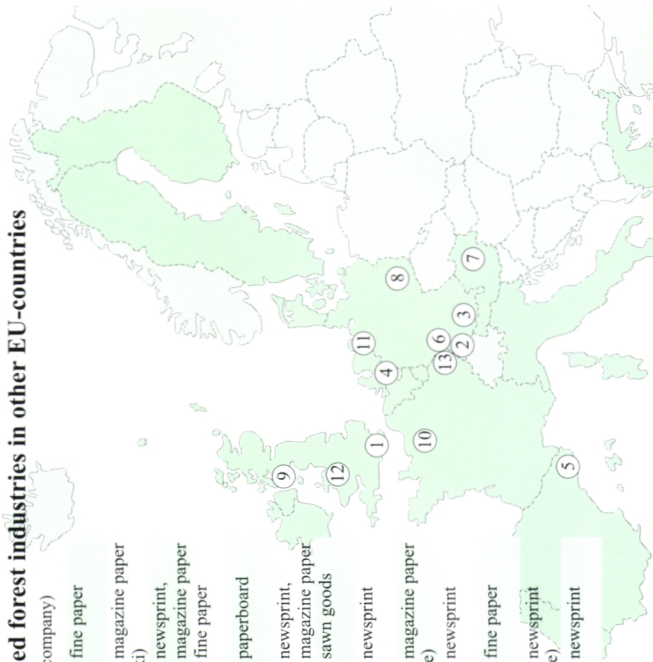 ed forest industries in other EU-countries
company)
fine paper
magazine paper
i)
newsprint,
magazine paper
fine paper
paperboard
newsprint,
magazine paper
sawn goods
newsprint
magazine paper
e)
newsprint
fine paper
newsprint
e)
newsprint
9
12
1
4
11
10
8
13
6
2
3
7
5